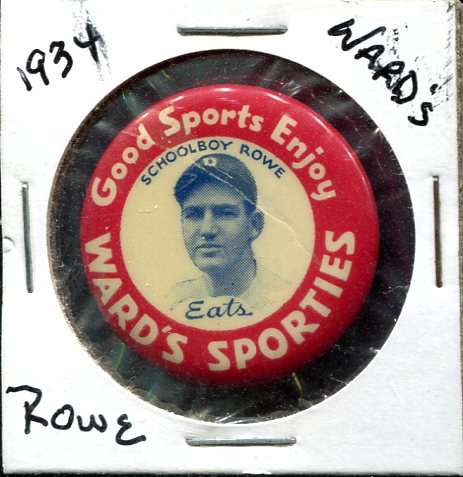 1934
WARD'S
Good Sports Enjoy
SCHOOLBOY ROWE
Eats
WARD'S SPORTIES
Rowe